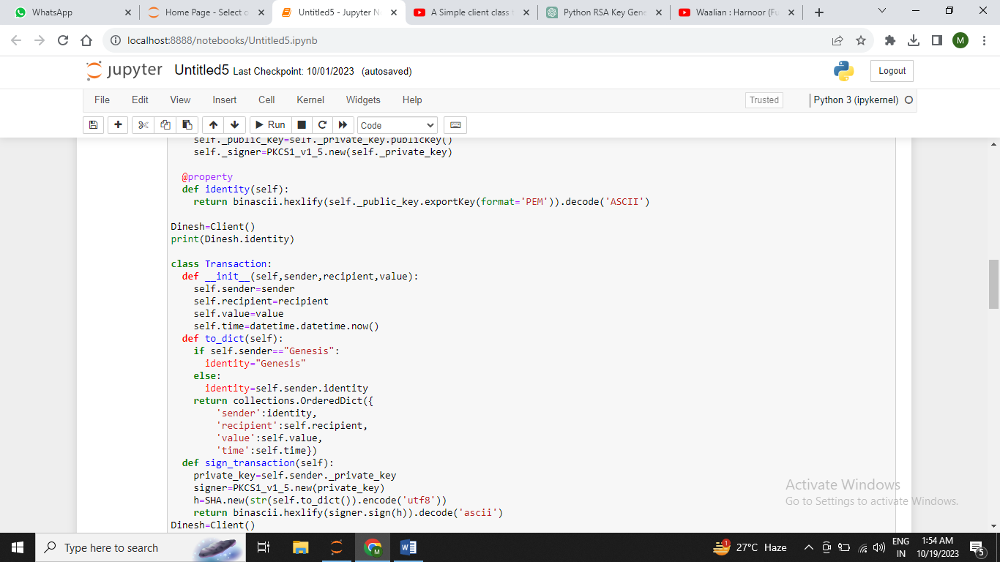 WhatsApp
Home Page - Select o
Untitled5 - Jupyter N
A Simple client class t
Python RSA Key Gene
Waalian : Harnoor (Fu
localhost:8888/notebooks/Untitled5.ipynb
M
jupyter Untitled5 Last Checkpoint: 10/01/2023 (autosaved)
Logout
File Edit View Insert Cell Kernel Widgets Help
Trusted
Python 3 (ipykernel)
Run
Code
self._public_key=self._private_key.publickey()
self._signer=PKCS1_v1_5.new(self._private_key)
@property
def identity(self):
return binascii.hexlify(self._public_key.exportKey(format='PEM')).decode('ASCII')
Dinesh=Client()
print(Dinesh.identity)
class Transaction:
def __init__(self,sender,recipient,value):
self.sender=sender
self.recipient=recipient
self.value=value
self.time=datetime.datetime.now()
def to_dict(self):
if self.sender=="Genesis":
identity="Genesis"
else:
identity=self.sender.identity
return collections.OrderedDict({
'sender':identity,
'recipient':self.recipient,
'value':self.value,
'time':self.time})
def sign_transaction(self):
private_key=self.sender._private_key
signer=PKCS1_v1_5.new(private_key)
h=SHA.new(str(self.to_dict()).encode('utf8'))
return binascii.hexlify(signer.sign(h)).decode('ascii')
Dinesh=Client()
Activate Windows
Go to Settings to activate Windows.
Type here to search
M
W
1
27°C Haze
ENG
IN
1:54 AM
10/19/2023
5